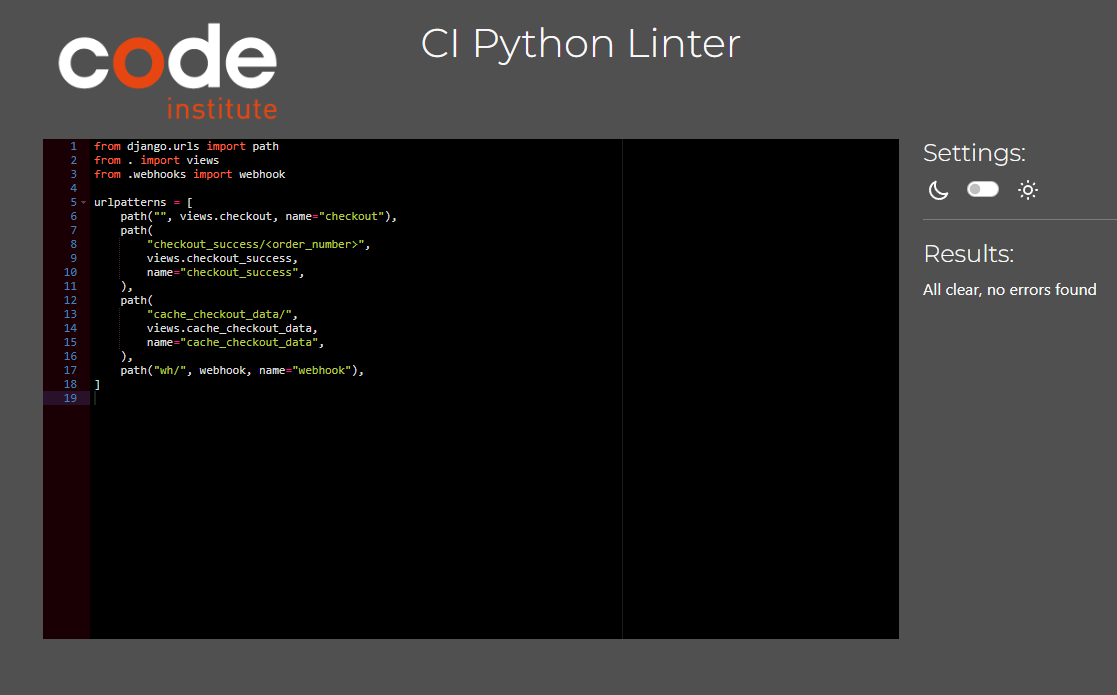 code
institute
CI Python Linter
1 from django.urls import path
2 from . import views
3 from .webhooks import webhook
4
5 urlpatterns = [
6     path("", views.checkout, name="checkout"),
7     path(
8         "checkout_success/<order_number>",
9         views.checkout_success,
10         name="checkout_success",
11     ),
12     path(
13         "cache_checkout_data/",
14         views.cache_checkout_data,
15         name="cache_checkout_data",
16     ),
17     path("wh/", webhook, name="webhook"),
18 ]
19
Settings:
Results:
All clear, no errors found